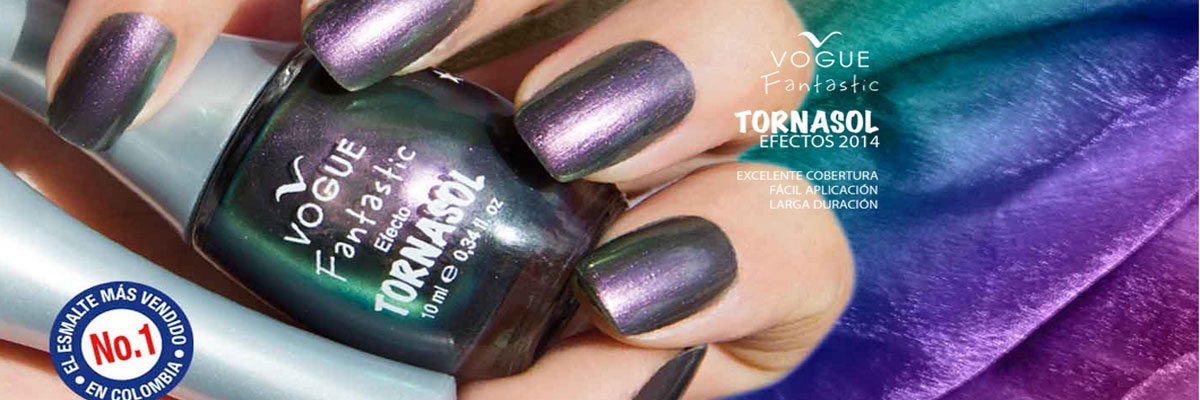 VOGUE
Fantastic
TORNASOL
EFECTOS 2014
EXCELENTE COBERTURA
FÁCIL APLICACIÓN
LARGA DURACIÓN
VOGUE
Fantastic
Efecto
TORNASOL
10 ml e 0,34 fl. oz
EL ESMALTE MÁS VENDIDO
No.1
EN COLOMBIA